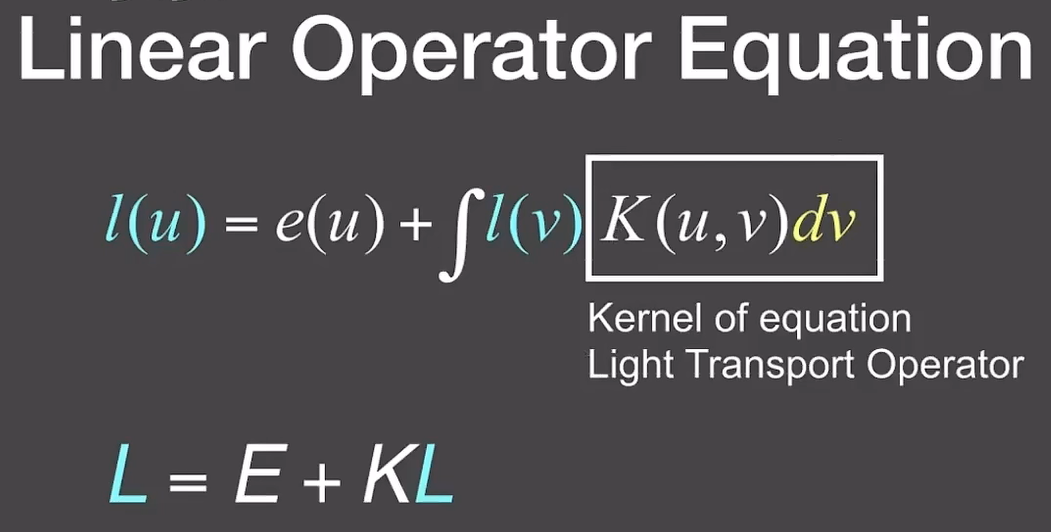 Linear Operator Equation
l(u) = e(u) + ∫l(v) K(u, v)dv
Kernel of equation
Light Transport Operator
L = E + KL